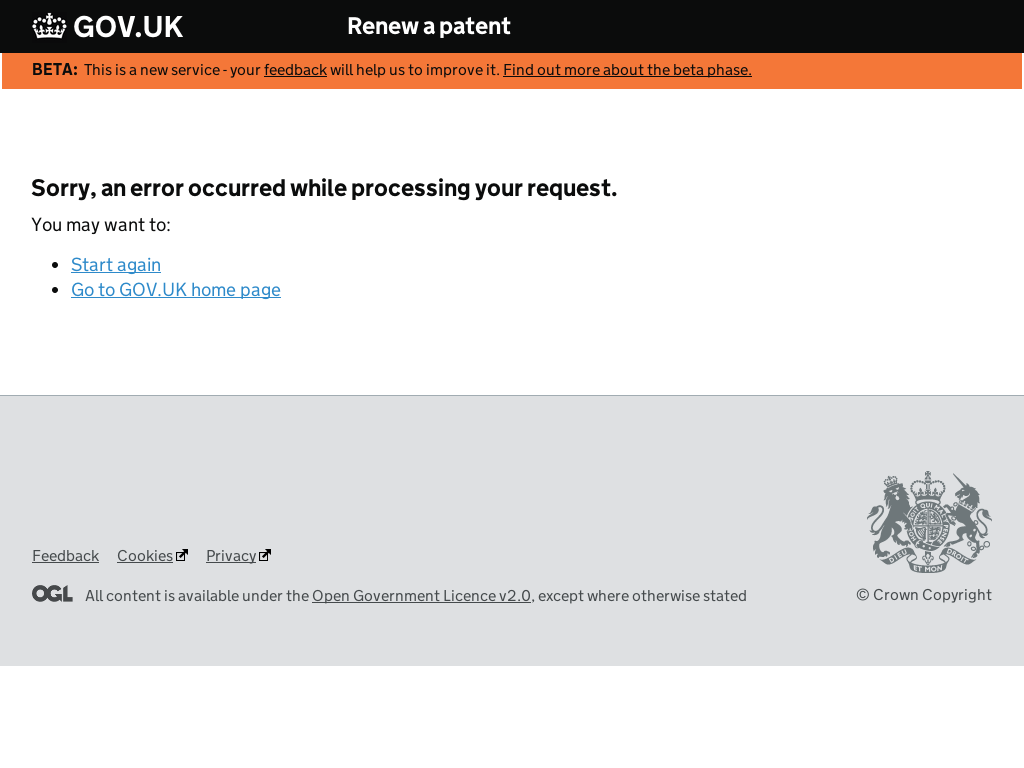 GOV.UK
Renew a patent
BETA: This is a new service - your feedback will help us to improve it. Find out more about the beta phase.
Sorry, an error occurred while processing your request.
You may want to:
Start again
Go to GOV.UK home page
Feedback Cookies Privacy
OGL All content is available under the Open Government Licence v2.0, except where otherwise stated
DIEU ET MON DROIT
© Crown Copyright